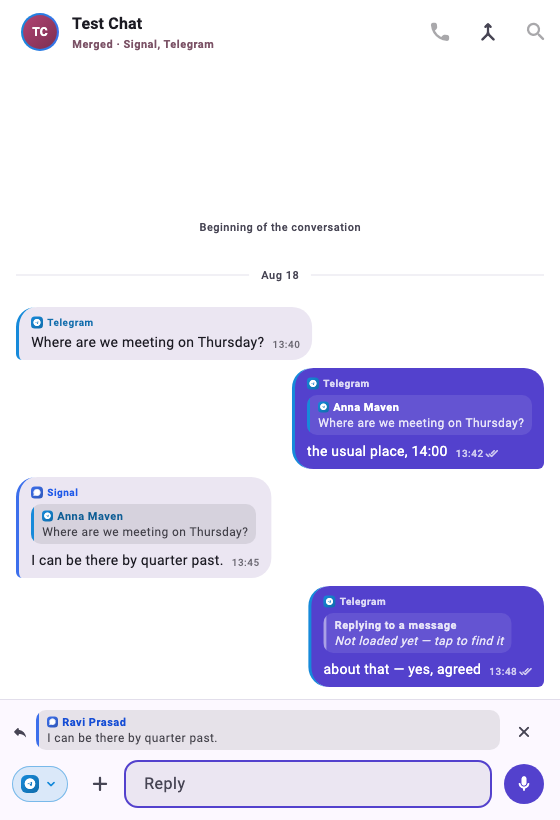 TC
Test Chat
Merged · Signal, Telegram
Beginning of the conversation
Aug 18
Telegram
Where are we meeting on Thursday? 13:40
Telegram
Anna Maven
Where are we meeting on Thursday?
the usual place, 14:00 13:42
Signal
Anna Maven
Where are we meeting on Thursday?
I can be there by quarter past. 13:45
Telegram
Replying to a message
Not loaded yet — tap to find it
about that — yes, agreed 13:48
Ravi Prasad
I can be there by quarter past.
Reply